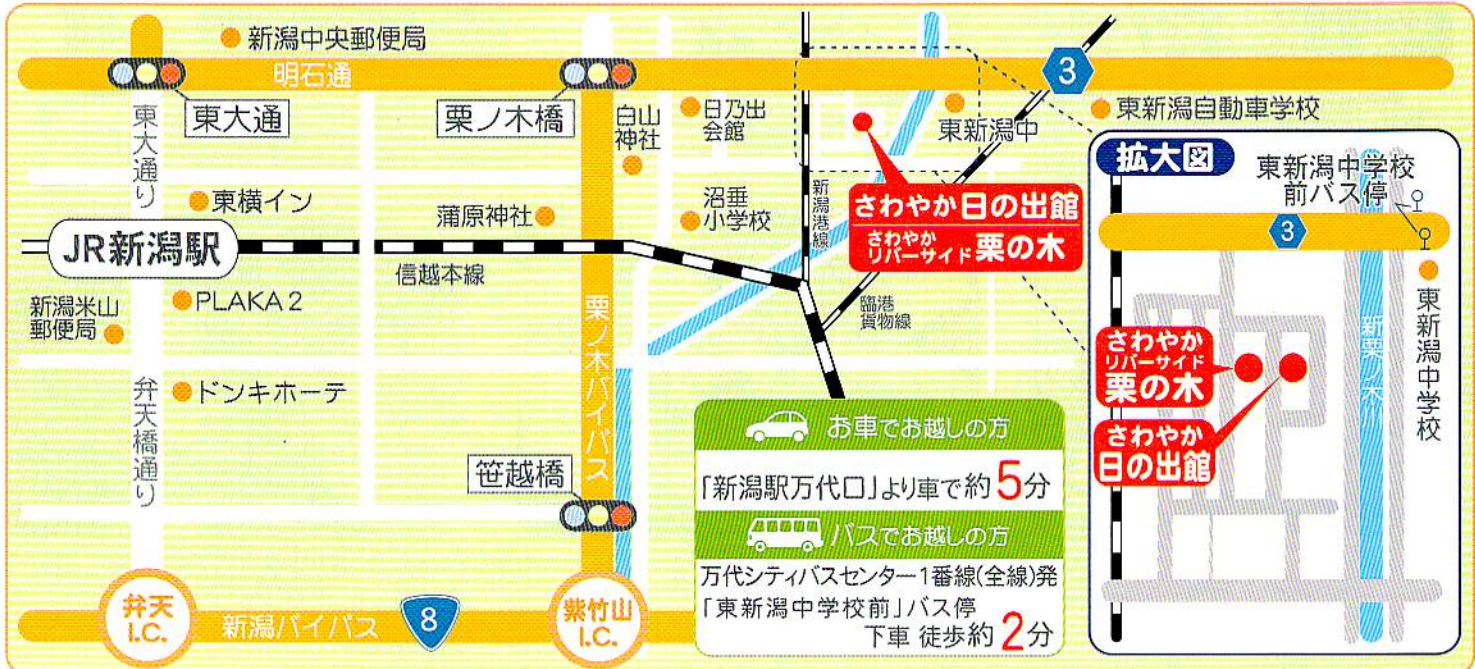 新潟中央郵便局
明石通
3
東大通
栗ノ木橋
東大通り
白山
神社
日乃出
会館
東新潟中
東新潟自動車学校
東横イン
蒲原神社
沼垂
小学校
新潟港線
さわやか日の出館
さわやか
リバーサイド 栗の木
JR新潟駅
信越本線
新潟米山
郵便局
PLAKA 2
臨港
貨物線
栗ノ木バイパス
ドンキホーテ
弁天橋通り
笹越橋
弁天
I.C.
新潟バイパス
8
紫竹山
I.C.
お車でお越しの方
「新潟駅万代口」より車で約5分
バスでお越しの方
万代シティバスセンター1番線(全線)発
「東新潟中学校前」バス停
下車 徒歩約2分
拡大図
東新潟中学校
前バス停
3
東新潟中学校
新栗ノ木川
さわやか
リバーサイド
栗の木
さわやか
日の出館